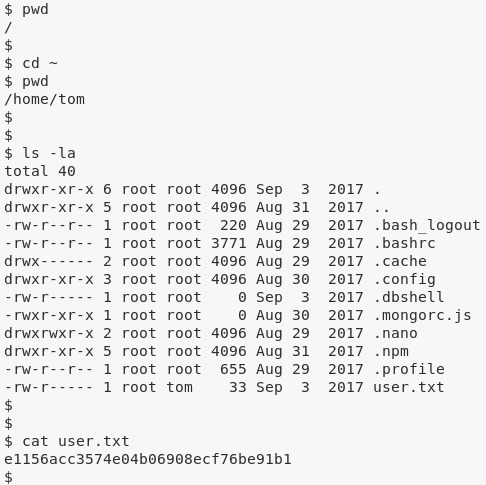 $ pwd
/
$
$ cd ~
$ pwd
/home/tom
$
$
$ ls -la
total 40
drwxr-xr-x 6 root root 4096 Sep  3  2017 .
drwxr-xr-x 5 root root 4096 Aug 31  2017 ..
-rw-r--r-- 1 root root  220 Aug 29  2017 .bash_logout
-rw-r--r-- 1 root root 3771 Aug 29  2017 .bashrc
drwx------ 2 root root 4096 Aug 29  2017 .cache
drwxr-xr-x 3 root root 4096 Aug 30  2017 .config
-rw-r----- 1 root root    0 Sep  3  2017 .dbshell
-rwxr-xr-x 1 root root    0 Aug 30  2017 .mongorc.js
drwxrwxr-x 2 root root 4096 Aug 29  2017 .nano
drwxr-xr-x 5 root root 4096 Aug 31  2017 .npm
-rw-r--r-- 1 root root  655 Aug 29  2017 .profile
-rw-r----- 1 root tom    33 Sep  3  2017 user.txt
$
$
$ cat user.txt
e1156acc3574e04b06908ecf76be91b1
$